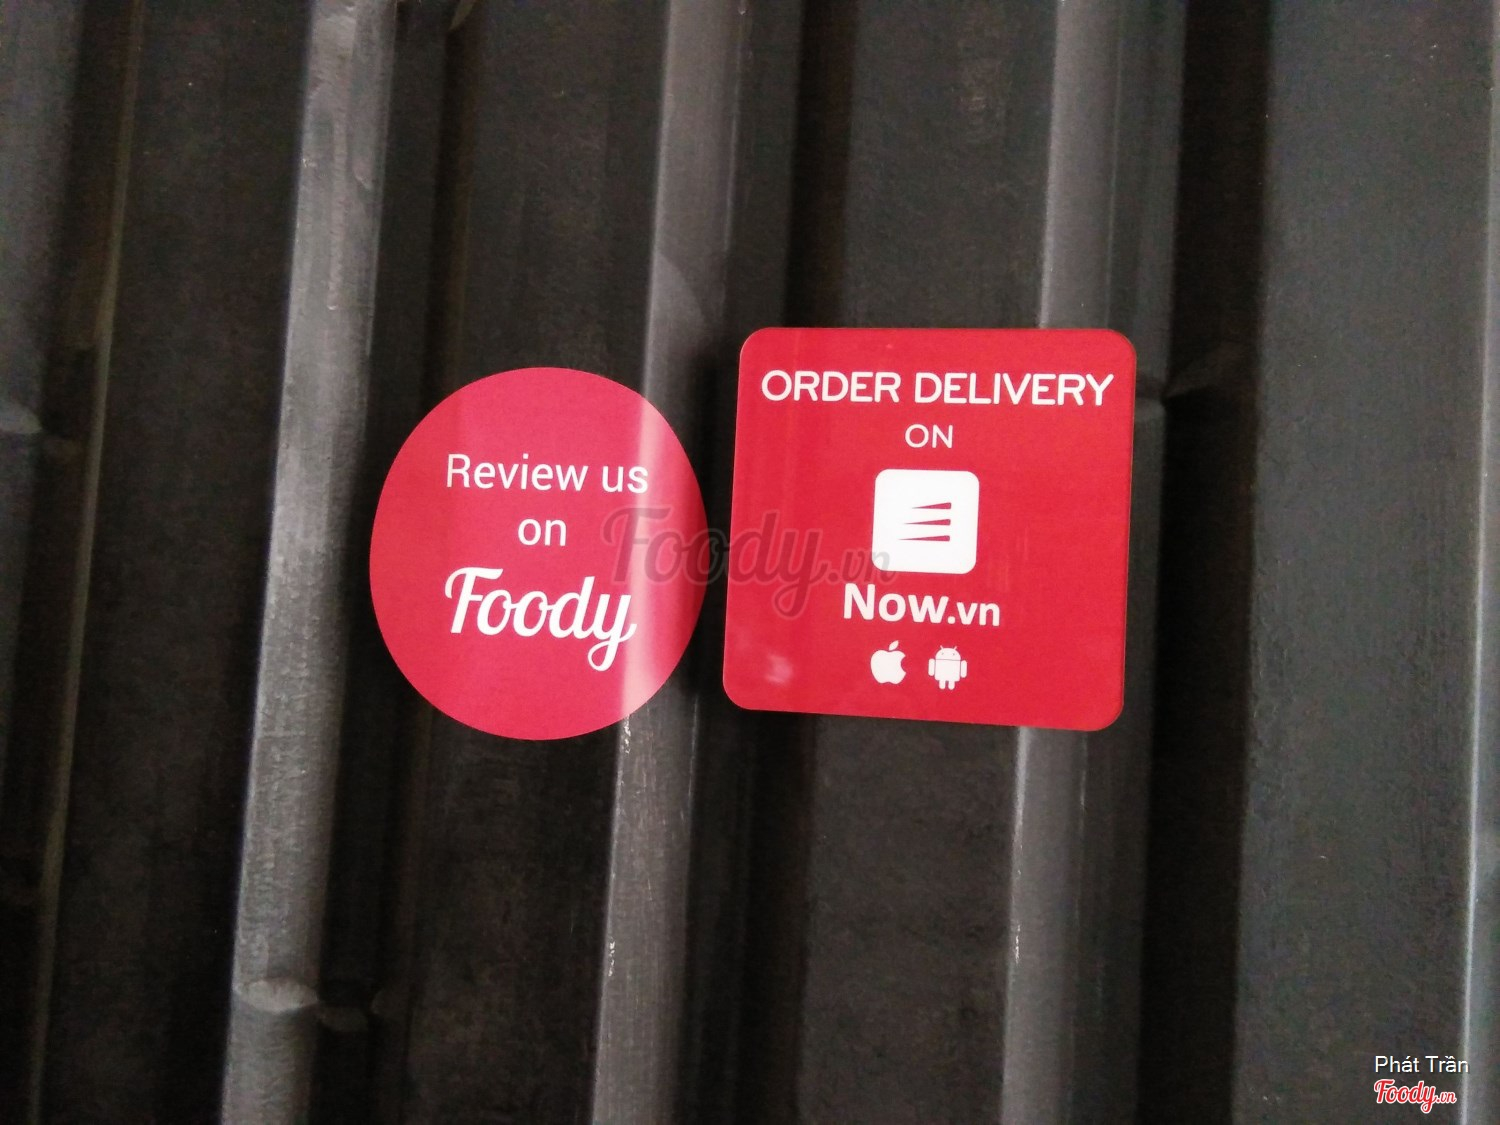 Review us
on
Foody
ORDER DELIVERY
ON
Now.vn
Foody.vn
Phát Trần
Foody.vn